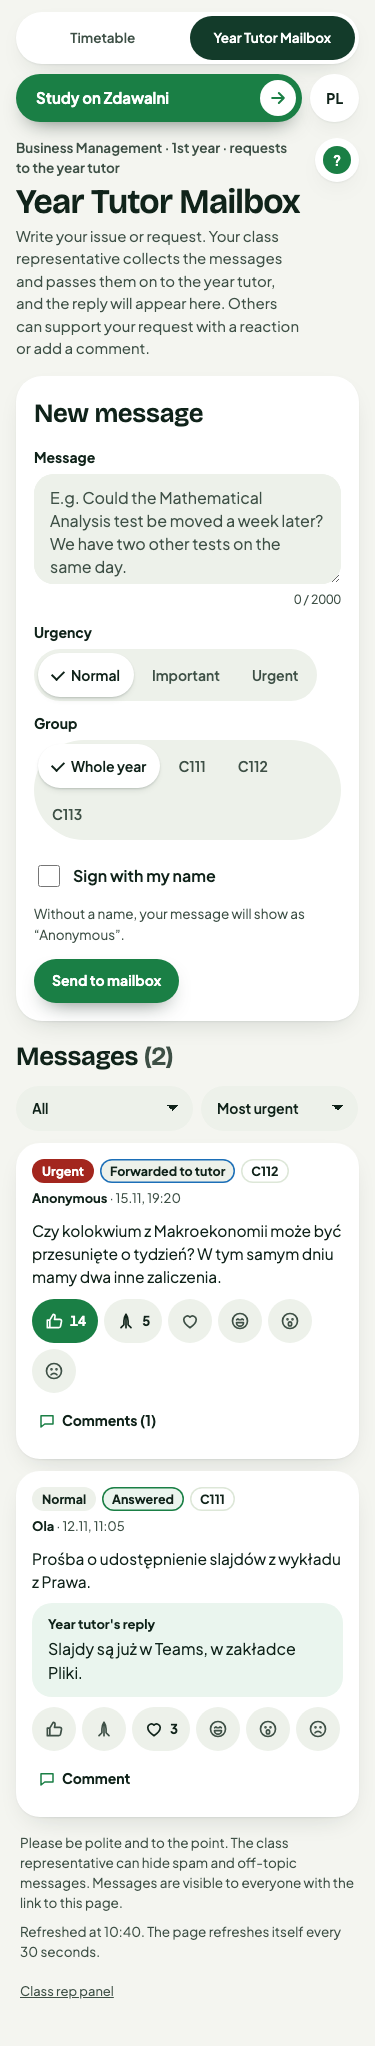 Timetable
Year Tutor Mailbox
Study on Zdawalni
PL
Business Management · 1st year · requests
to the year tutor
?
Year Tutor Mailbox
Write your issue or request. Your class
representative collects the messages
and passes them on to the year tutor,
and the reply will appear here. Others
can support your request with a reaction
or add a comment.
New message
Message
E.g. Could the Mathematical
Analysis test be moved a week later?
We have two other tests on the
same day.
0 / 2000
Urgency
Normal
Important
Urgent
Group
Whole year
C111
C112
C113
Sign with my name
Without a name, your message will show as
“Anonymous”.
Send to mailbox
Messages (2)
All
Most urgent
Urgent
Forwarded to tutor
C112
Anonymous · 15.11, 19:20
Czy kolokwium z Makroekonomii może być
przesunięte o tydzień? W tym samym dniu
mamy dwa inne zaliczenia.
14
5
Comments (1)
Normal
Answered
C111
Ola · 12.11, 11:05
Prośba o udostępnienie slajdów z wykładu
z Prawa.
Year tutor's reply
Slajdy są już w Teams, w zakładce
Pliki.
3
Comment
Please be polite and to the point. The class
representative can hide spam and off-topic
messages. Messages are visible to everyone with the
link to this page.
Refreshed at 10:40. The page refreshes itself every
30 seconds.
Class rep panel